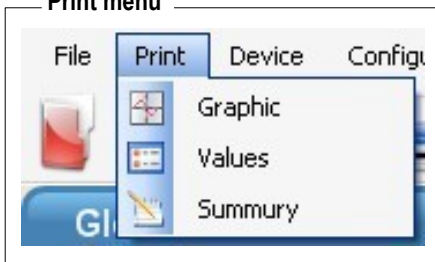 Print menu
File Print Device Configu
Graphic
Values
Summury
Gl